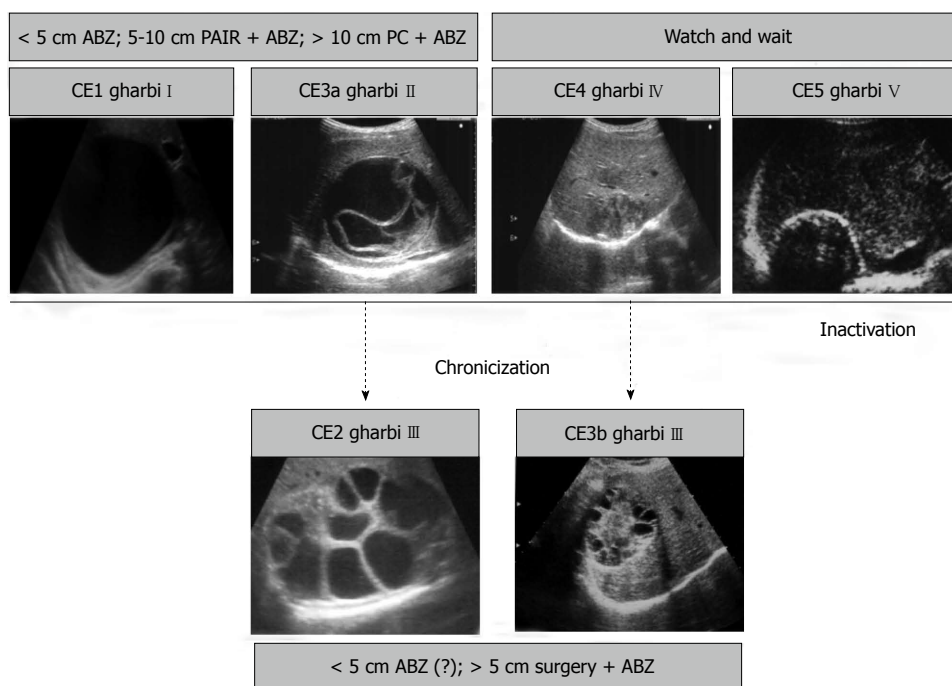 < 5 cm ABZ; 5-10 cm PAIR + ABZ; > 10 cm PC + ABZ
Watch and wait
CE1 gharbi Ⅰ
CE3a gharbi Ⅱ
CE4 gharbi Ⅳ
CE5 gharbi Ⅴ
Inactivation
Chronicization
CE2 gharbi Ⅲ
CE3b gharbi Ⅲ
< 5 cm ABZ (?); > 5 cm surgery + ABZ